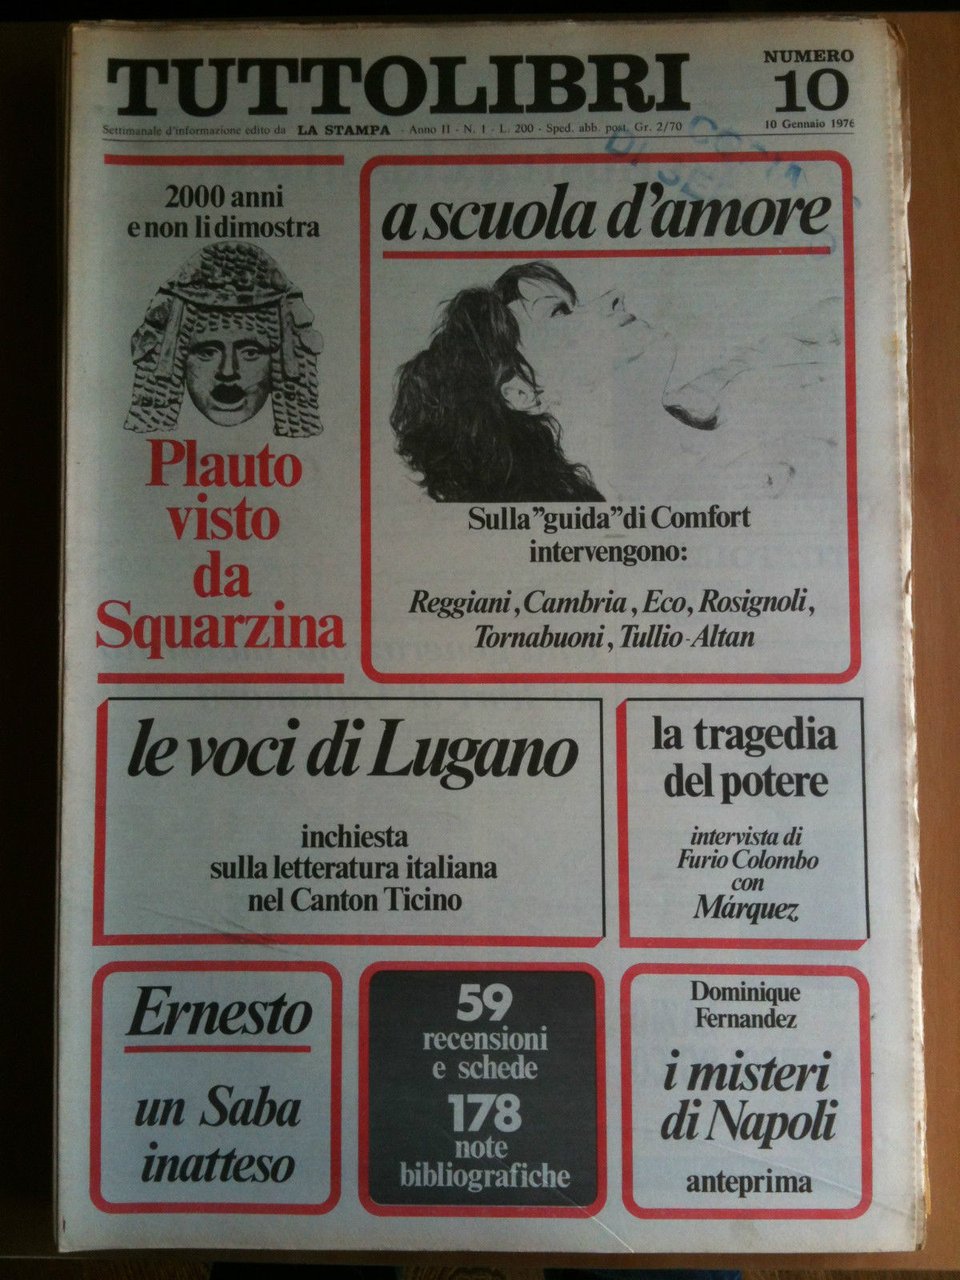 TUTTOLIBRI
NUMERO
10
10 Gennaio 1976
Settimanale d'informazione edito da LA STAMPA - Anno II - N. 1 - L. 200 - Sped. abb. post. Gr. 2/70
2000 anni
e non li dimostra
Plauto
visto
da
Squarzina
a scuola d'amore
Sulla "guida" di Comfort
intervengono:
Reggiani, Cambria, Eco, Rosignoli,
Tornabuoni, Tullio-Altan
le voci di Lugano
inchiesta
sulla letteratura italiana
nel Canton Ticino
la tragedia
del potere
intervista di
Furio Colombo
con
Márquez
Ernesto
un Saba
inatteso
59
recensioni
e schede
178
note
bibliografiche
Dominique
Fernandez
i misteri
di Napoli
anteprima